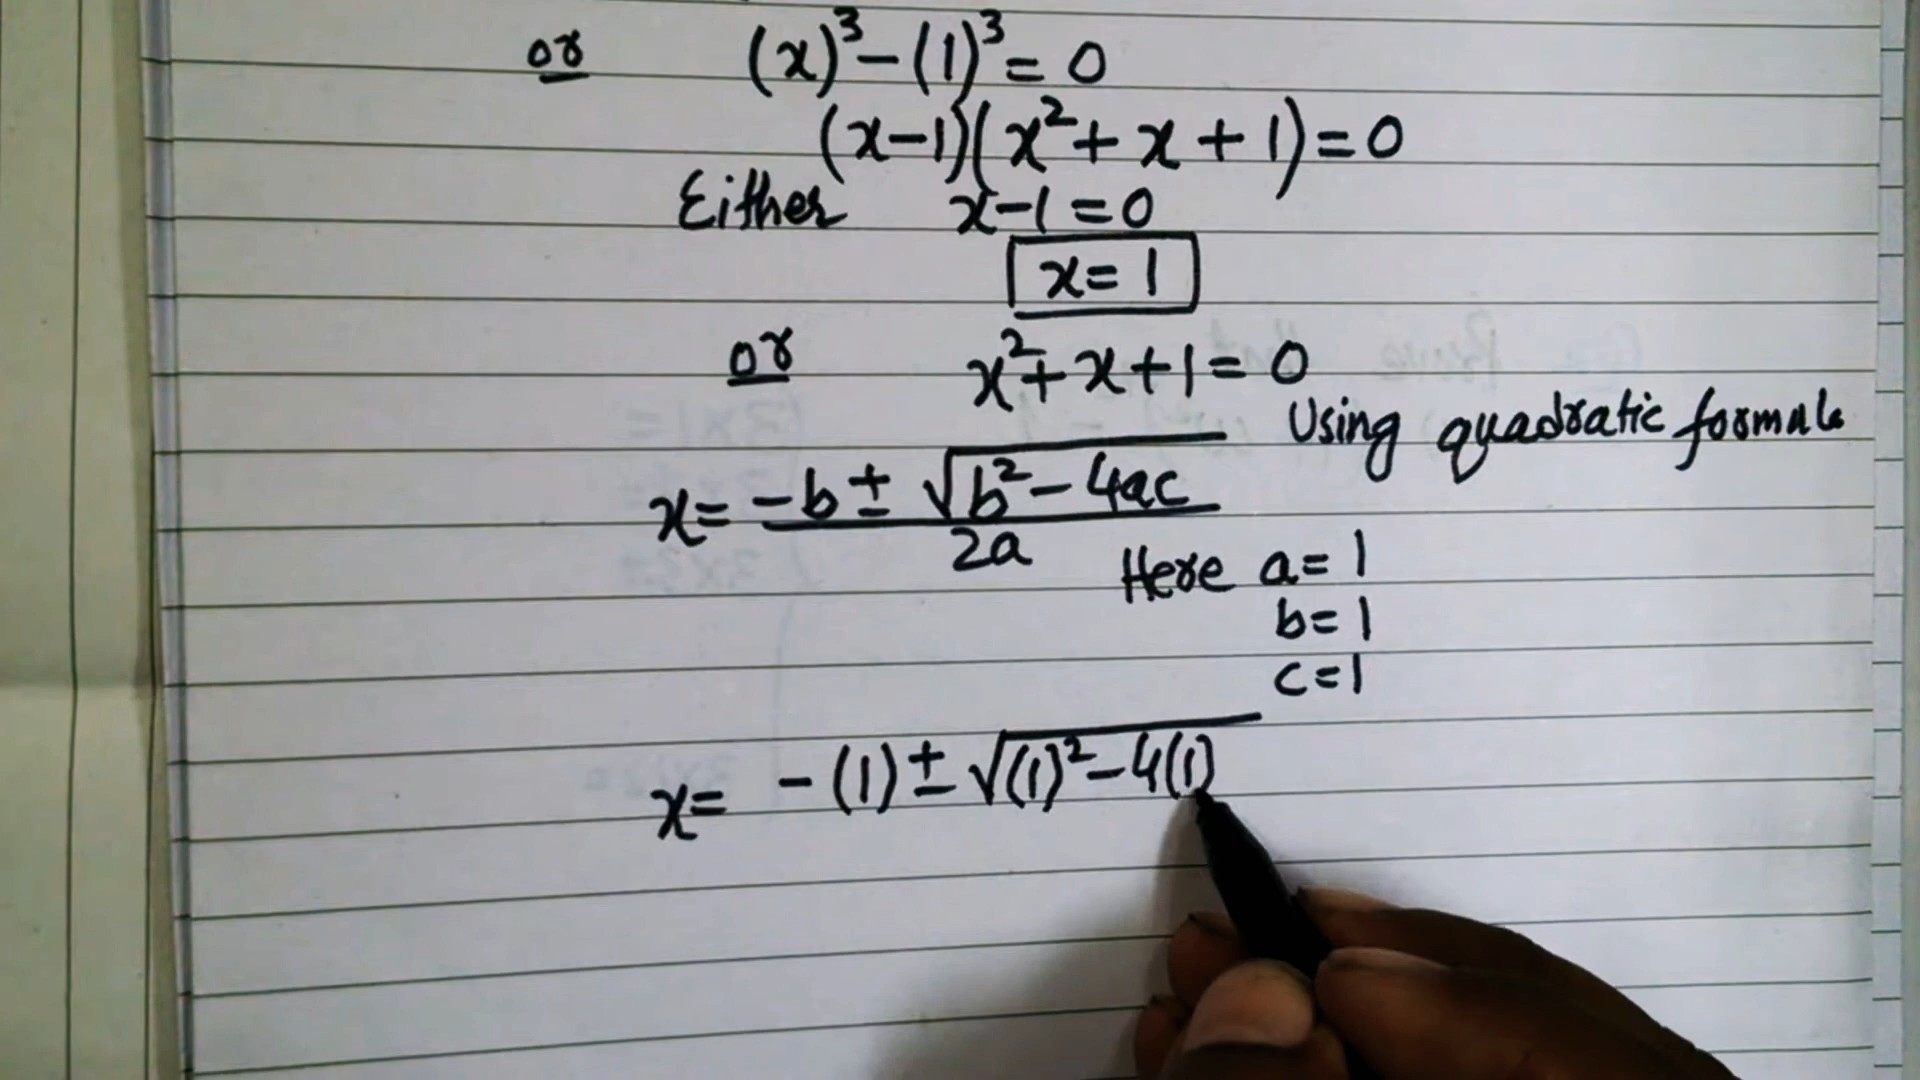 or (x)³ - (1)³ = 0
(x-1)(x² + x + 1) = 0
Either x-1 = 0
x = 1
or x² + x + 1 = 0
Using quadratic formula
x = -b ± √b² - 4ac
2a
Here a = 1
b = 1
c = 1
x = - (1) ± √(1)² - 4(1)